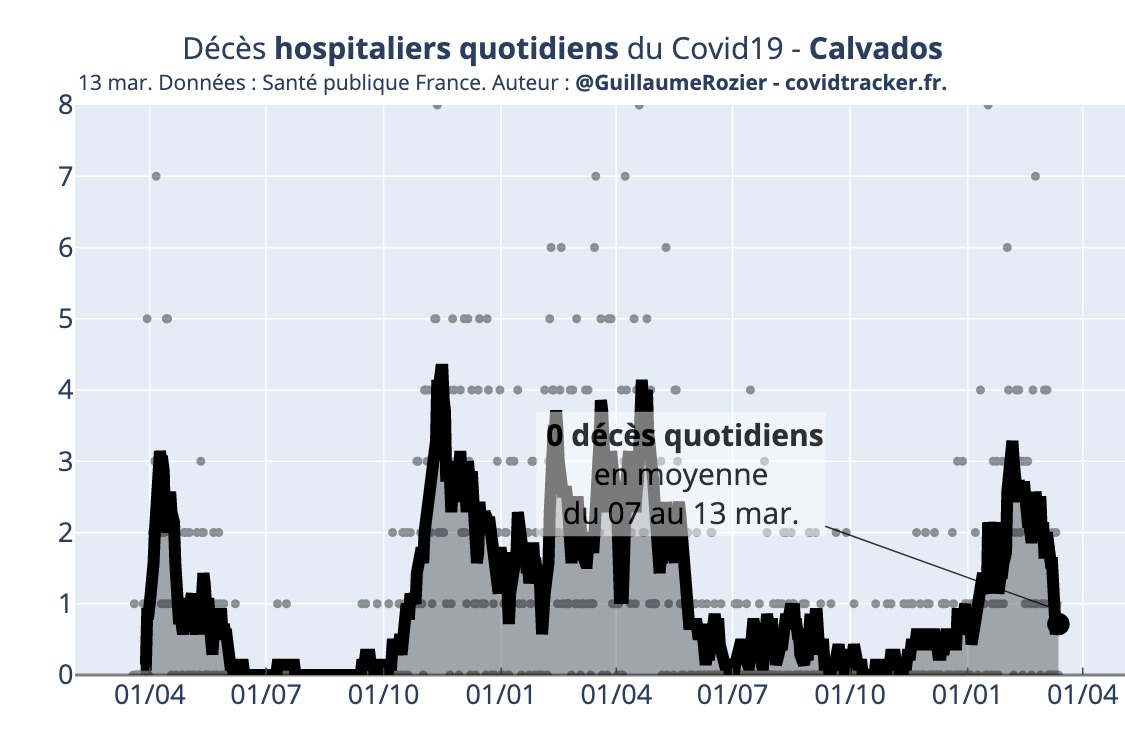 Décès hospitaliers quotidiens du Covid19 - Calvados
13 mar. Données : Santé publique France. Auteur : @GuillaumeRozier - covidtracker.fr.
8
7
6
5
4
3
2
1
0
0 décès quotidiens
en moyenne
du 07 au 13 mar.
01/04 01/07 01/10 01/01 01/04 01/07 01/10 01/01 01/04